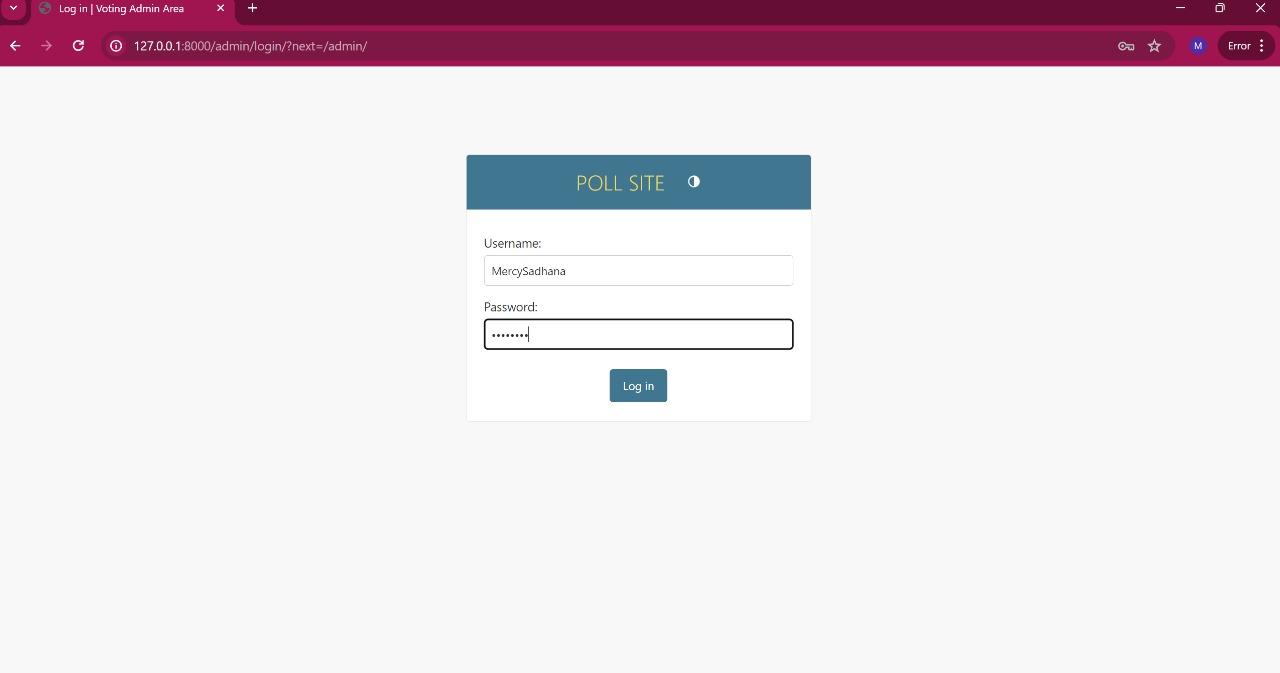 Log in | Voting Admin Area
127.0.0.1:8000/admin/login/?next=/admin/
M
Error
POLL SITE
Username:
MercySadhana
Password:
••••••••
Log in